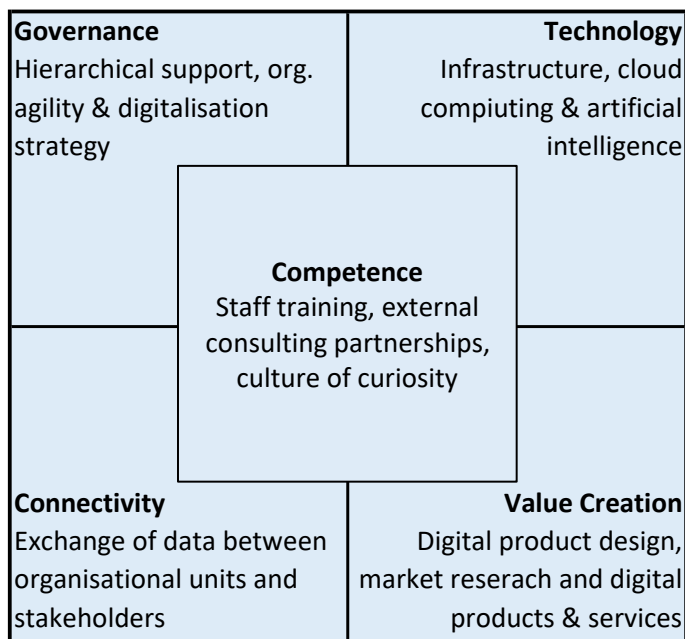 Governance
Hierarchical support, org.
agility & digitalisation
strategy
Technology
Infrastructure, cloud
compiuting & artificial
intelligence
Competence
Staff training, external
consulting partnerships,
culture of curiosity
Connectivity
Exchange of data between
organisational units and
stakeholders
Value Creation
Digital product design,
market reserach and digital
products & services